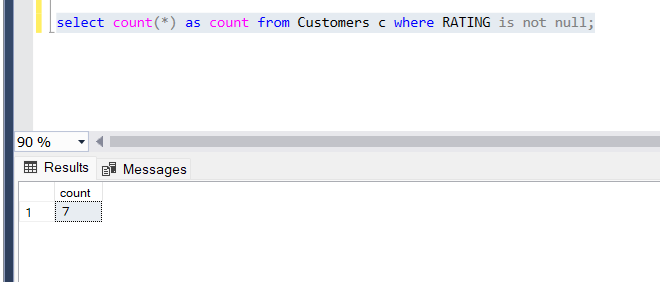 select count(*) as count from Customers c where RATING is not null;
90 %
Results Messages
count
1 7